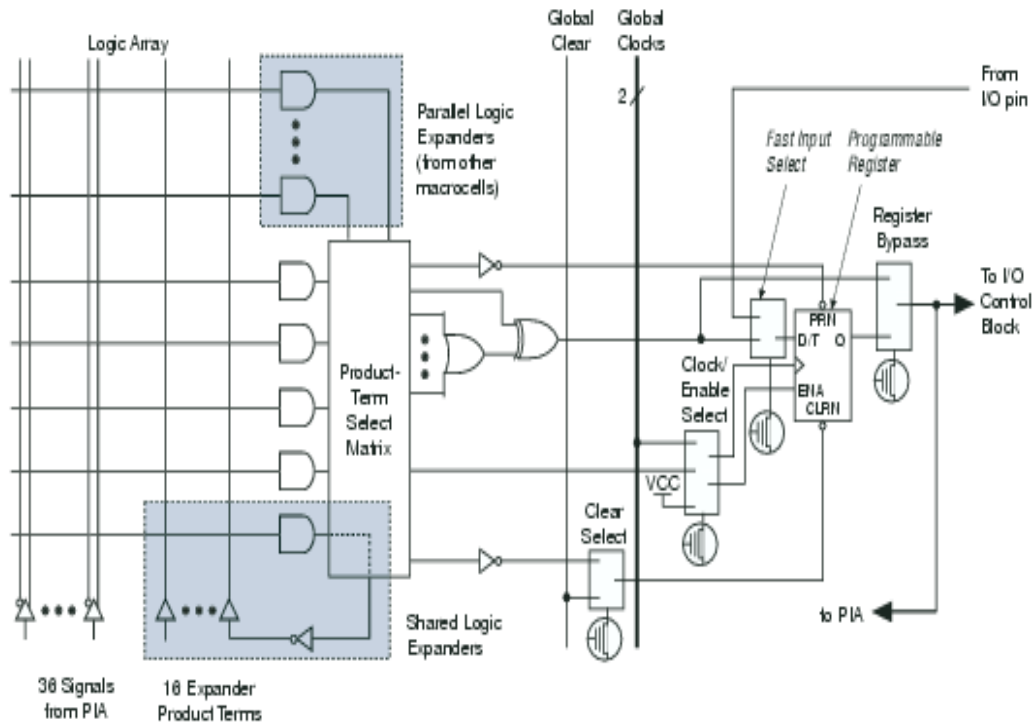 Logic Array
Global
Clear
Global
Clocks
2
From
I/O pin
Parallel Logic
Expanders
(from other
macrocells)
Fast Input
Select
Programmable
Register
Register
Bypass
To I/O
Control
Block
PRN
D/T Q
ENA
CLRN
Clock/
Enable
Select
Product-
Term
Select
Matrix
VCC
Clear
Select
to PIA
Shared Logic
Expanders
36 Signals
from PIA
16 Expander
Product Terms